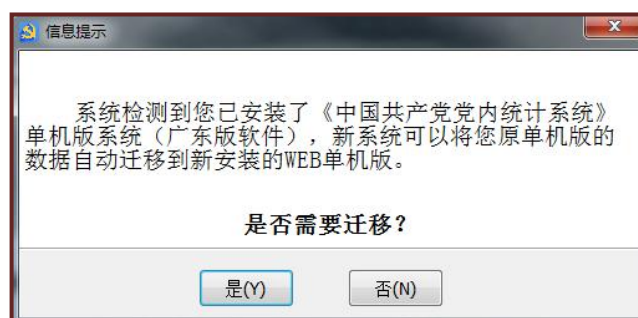 信息提示
系统检测到您已安装了《中国共产党党内统计系统》
单机版系统（广东版软件），新系统可以将您原单机版的
数据自动迁移到新安装的WEB单机版。
是否需要迁移？
是(Y) 否(N)